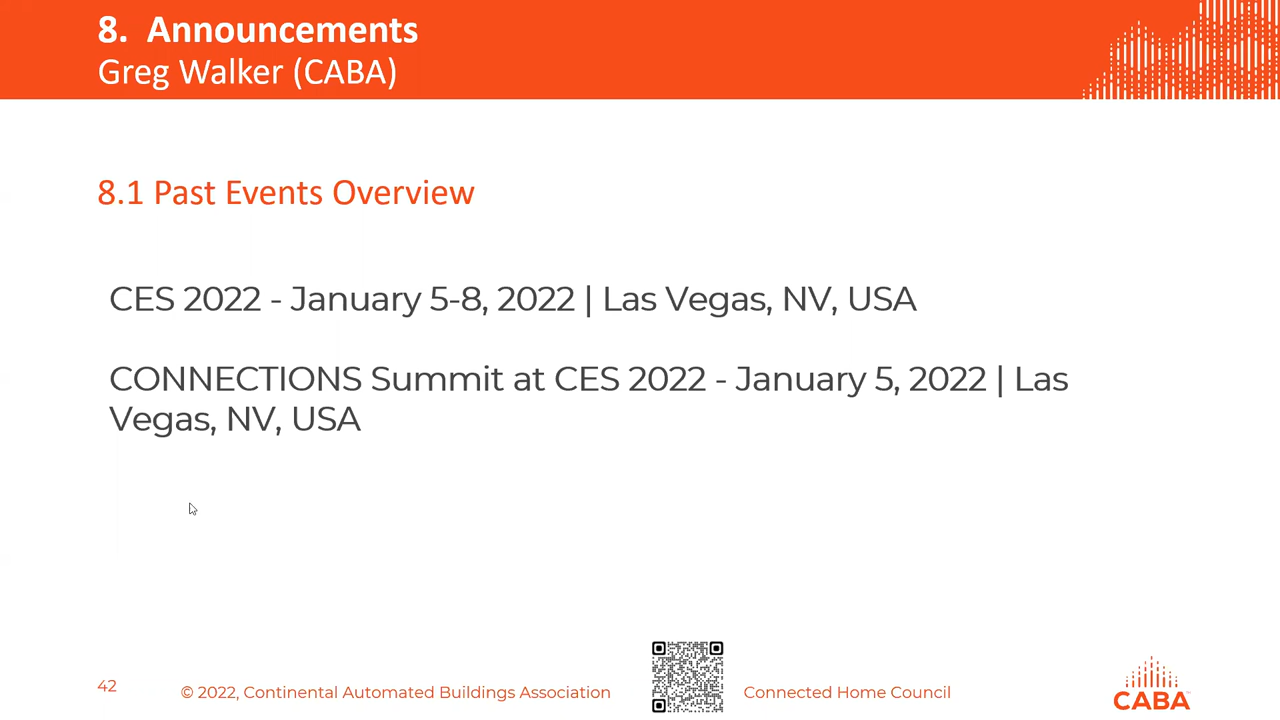 8. Announcements
Greg Walker (CABA)
8.1 Past Events Overview
CES 2022 - January 5-8, 2022 | Las Vegas, NV, USA
CONNECTIONS Summit at CES 2022 - January 5, 2022 | Las
Vegas, NV, USA
42
© 2022, Continental Automated Buildings Association
Connected Home Council
CABA